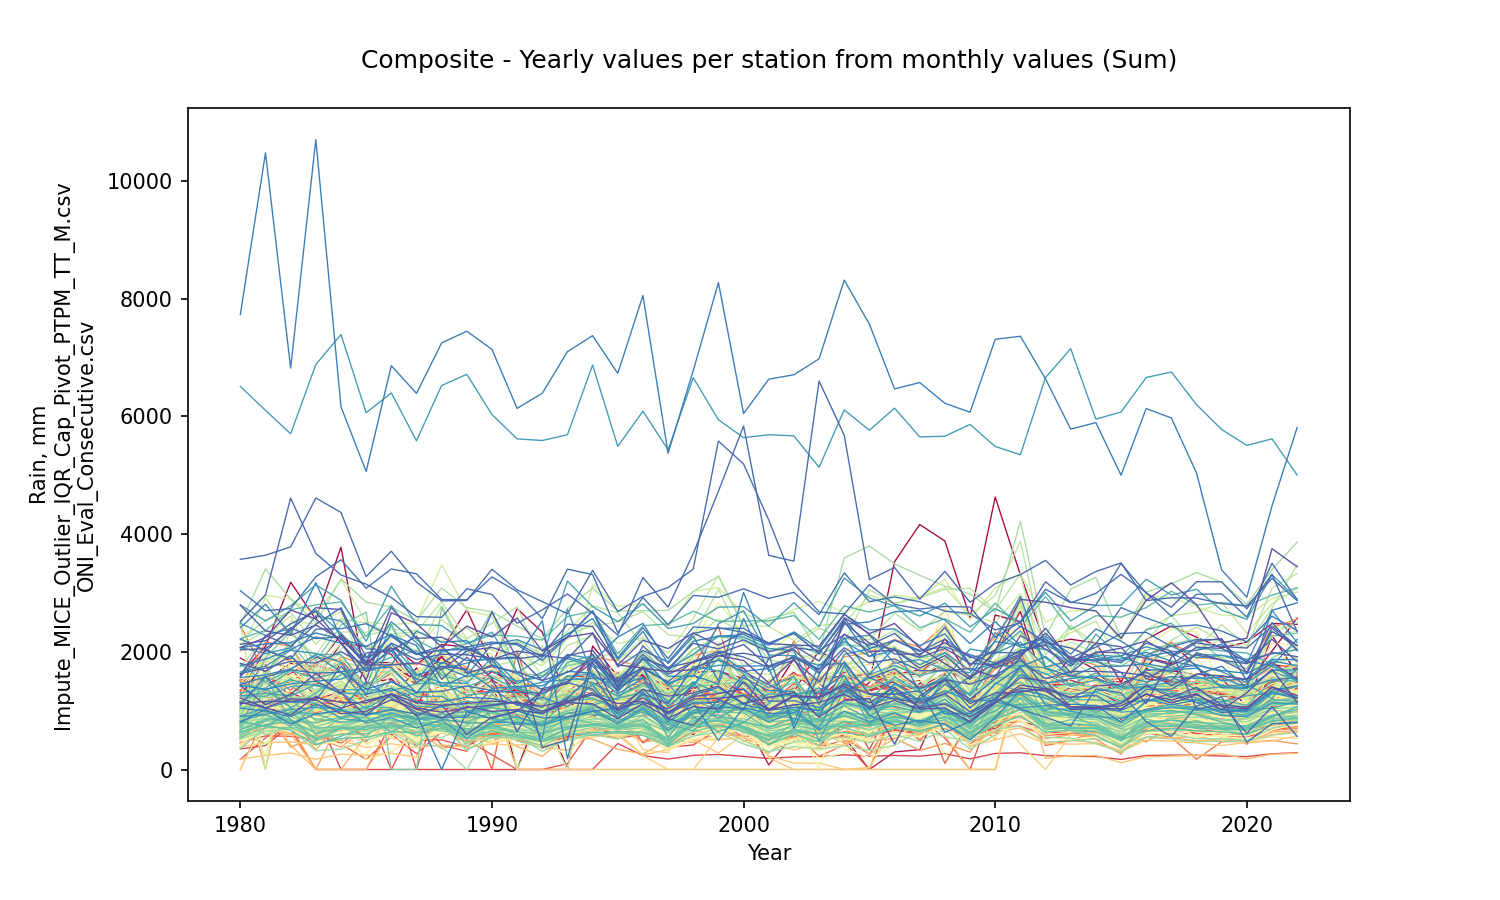 Composite - Yearly values per station from monthly values (Sum)
Rain, mm
Impute_MICE_Outlier_IQR_Cap_Pivot_PTPM_TT_M.csv
ONI_Eval_Consecutive.csv
10000
8000
6000
4000
2000
0
1980
1990
2000
2010
2020
Year